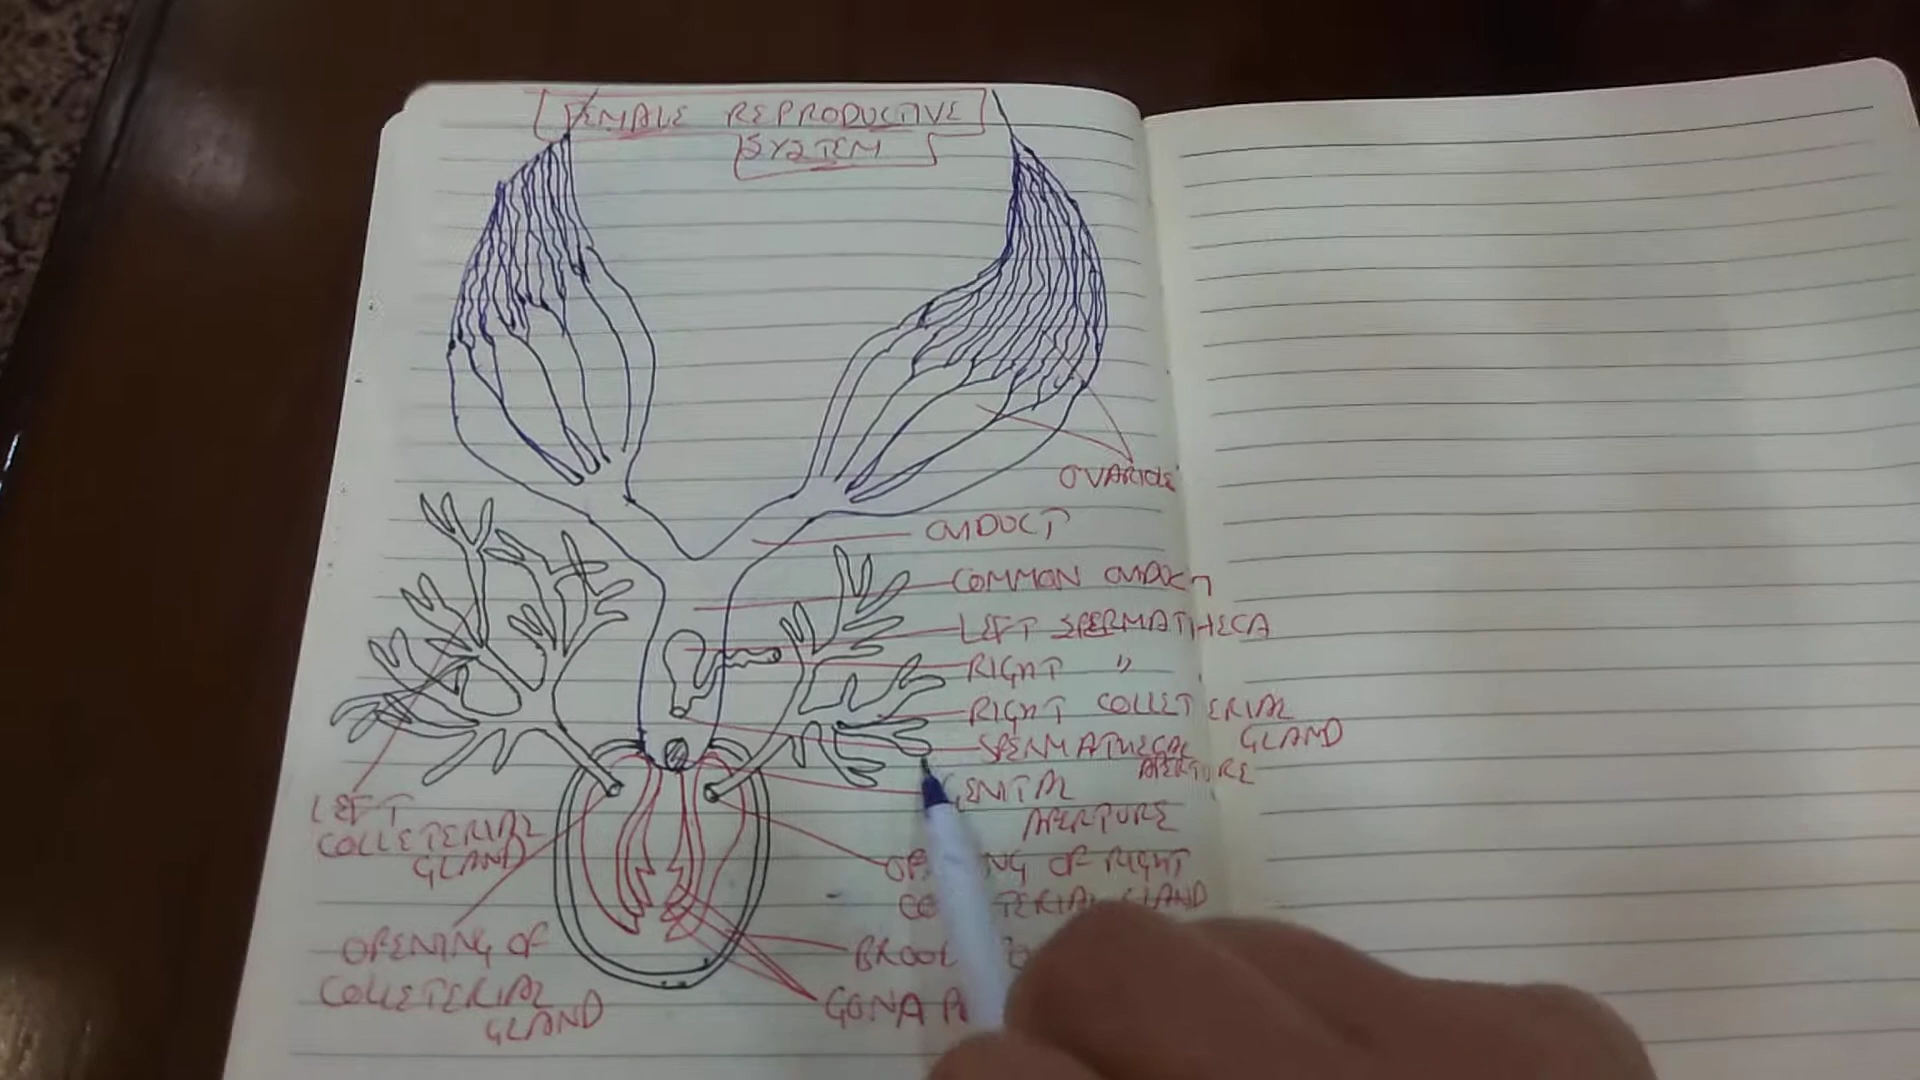 FEMALE REPRODUCTIVE
SYSTEM
OVARIOLE
OVIDUCT
COMMON OVIDUCT
LEFT SPERMATHECA
RIGHT "
RIGHT COLLETERIAL
GLAND
SPERMATHECAL
APERTURE
GENITAL
APERTURE
OPENING OF RIGHT
COLLETERIAL GLAND
BROOD
GONAP
LEFT
COLLETERIAL
GLAND
OPENING OF
COLLETERIAL
GLAND